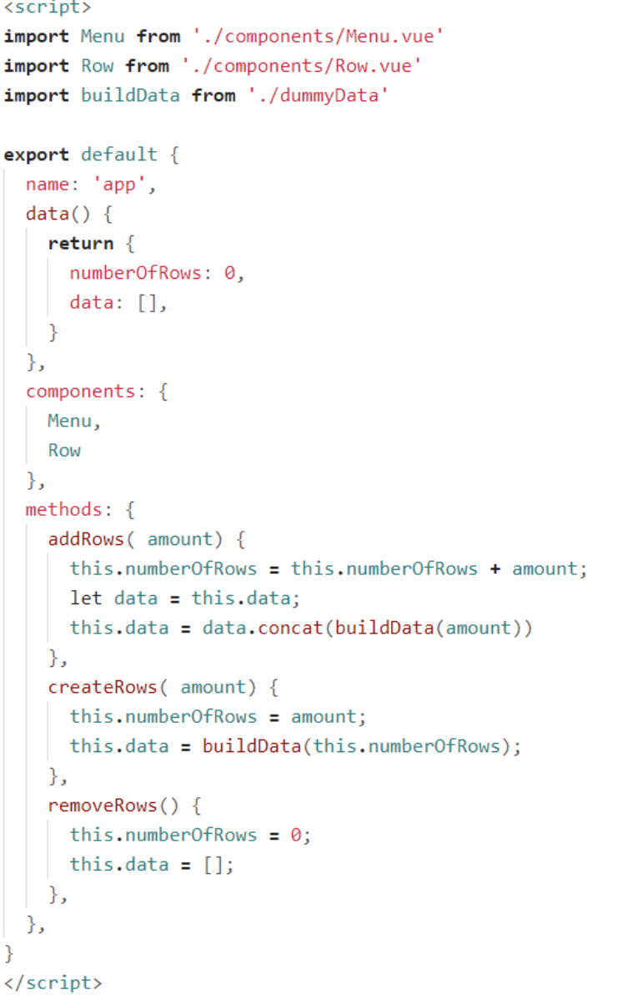 <script>
import Menu from './components/Menu.vue'
import Row from './components/Row.vue'
import buildData from './dummyData'

export default {
  name: 'app',
  data() {
    return {
      numberOfRows: 0,
      data: [],
    }
  },
  components: {
    Menu,
    Row
  },
  methods: {
    addRows( amount) {
      this.numberOfRows = this.numberOfRows + amount;
      let data = this.data;
      this.data = data.concat(buildData(amount))
    },
    createRows( amount) {
      this.numberOfRows = amount;
      this.data = buildData(this.numberOfRows);
    },
    removeRows() {
      this.numberOfRows = 0;
      this.data = [];
    },
  },
}
</script>